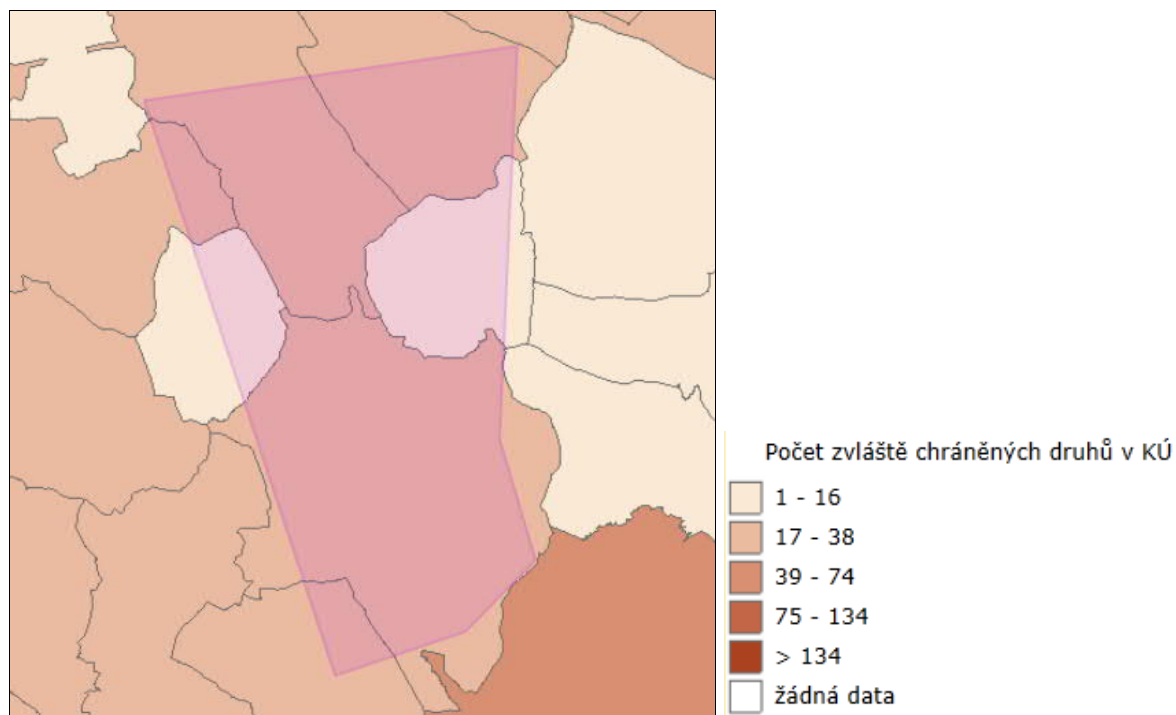 Počet zvláště chráněných druhů v KÚ
1 - 16
17 - 38
39 - 74
75 - 134
> 134
žádná data